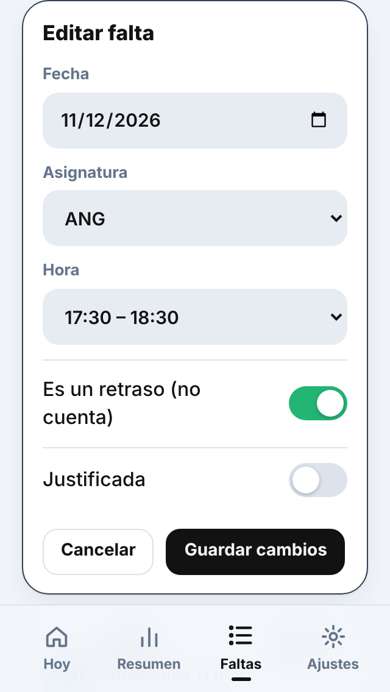 Editar falta
Fecha
11/12/2026
Asignatura
ANG
Hora
17:30 – 18:30
Es un retraso (no
cuenta)
Justificada
Cancelar
Guardar cambios
Hoy
Resumen
Faltas
Ajustes